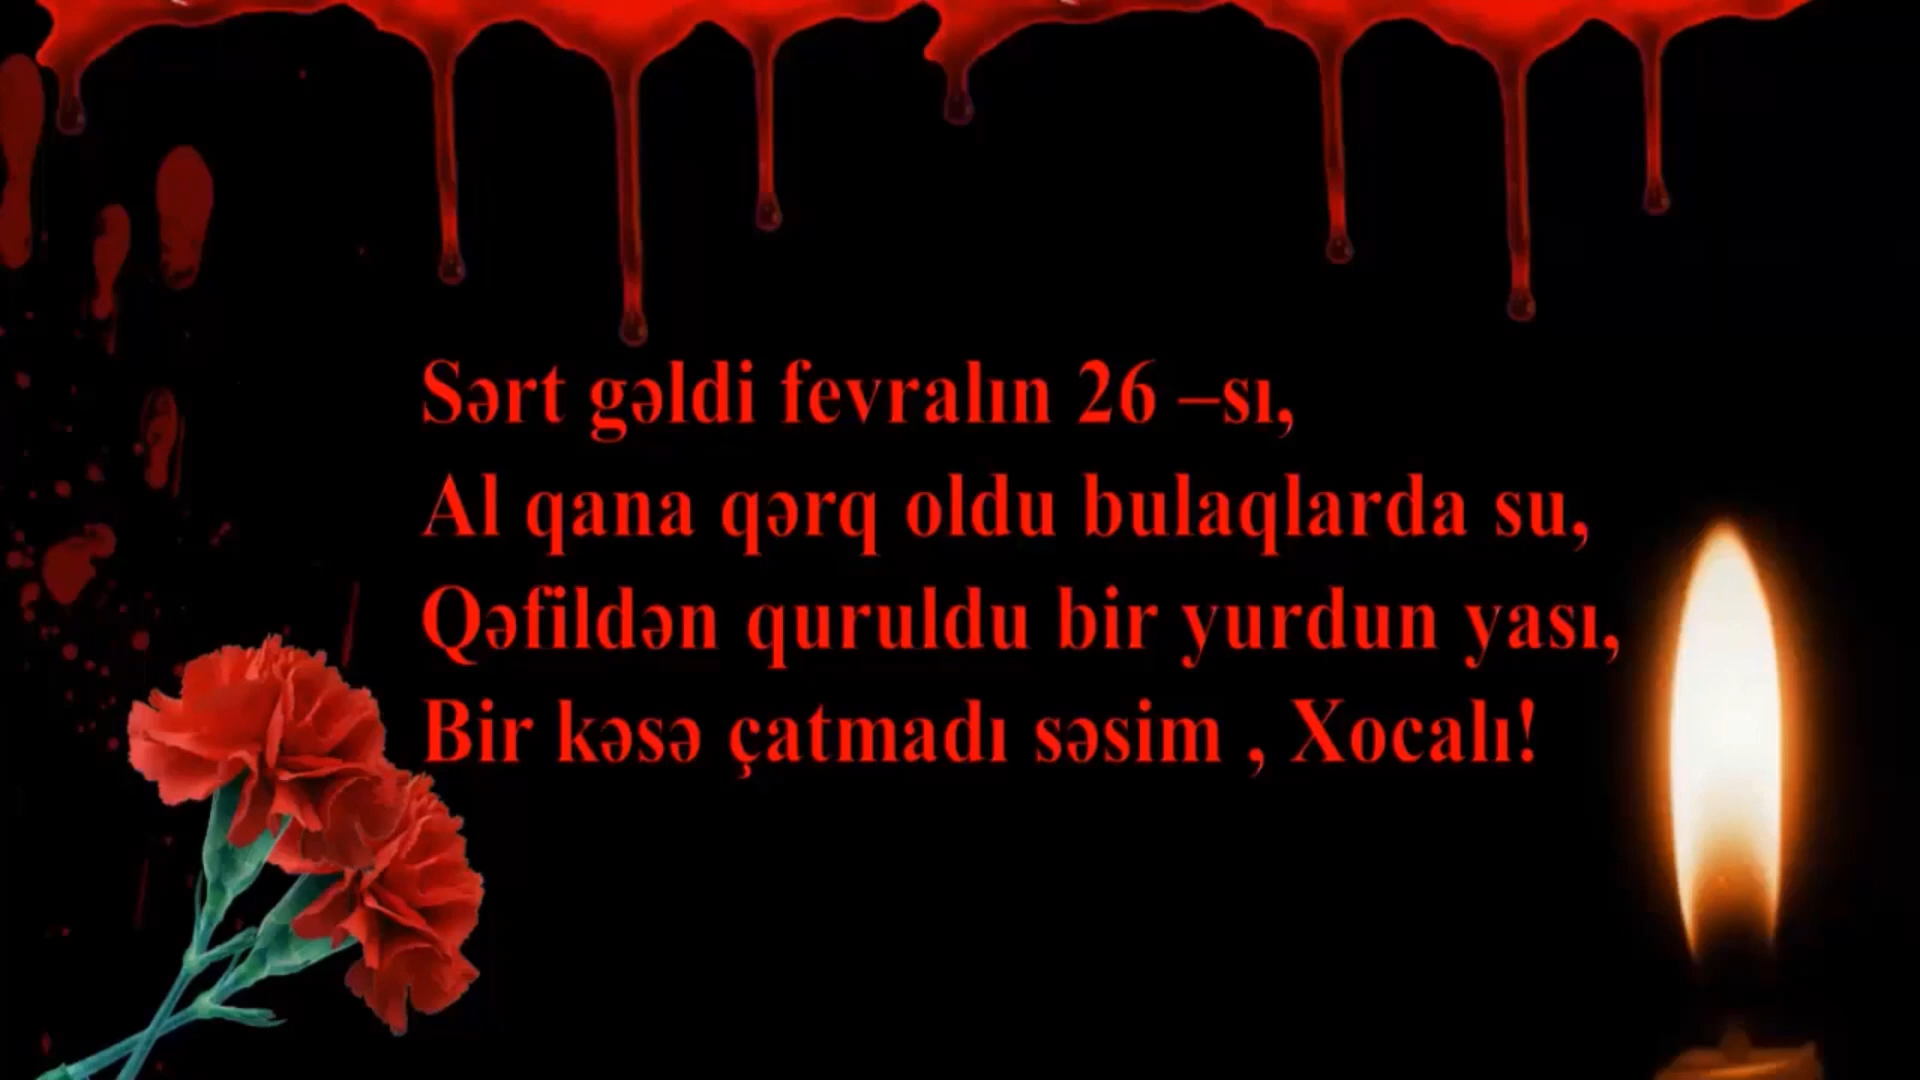 Sərt gəldi fevralın 26 –sı,
Al qana qərq oldu bulaqlarda su,
Qəfildən quruldu bir yurdun yası,
Bir kəsə çatmadı səsim , Xocalı!